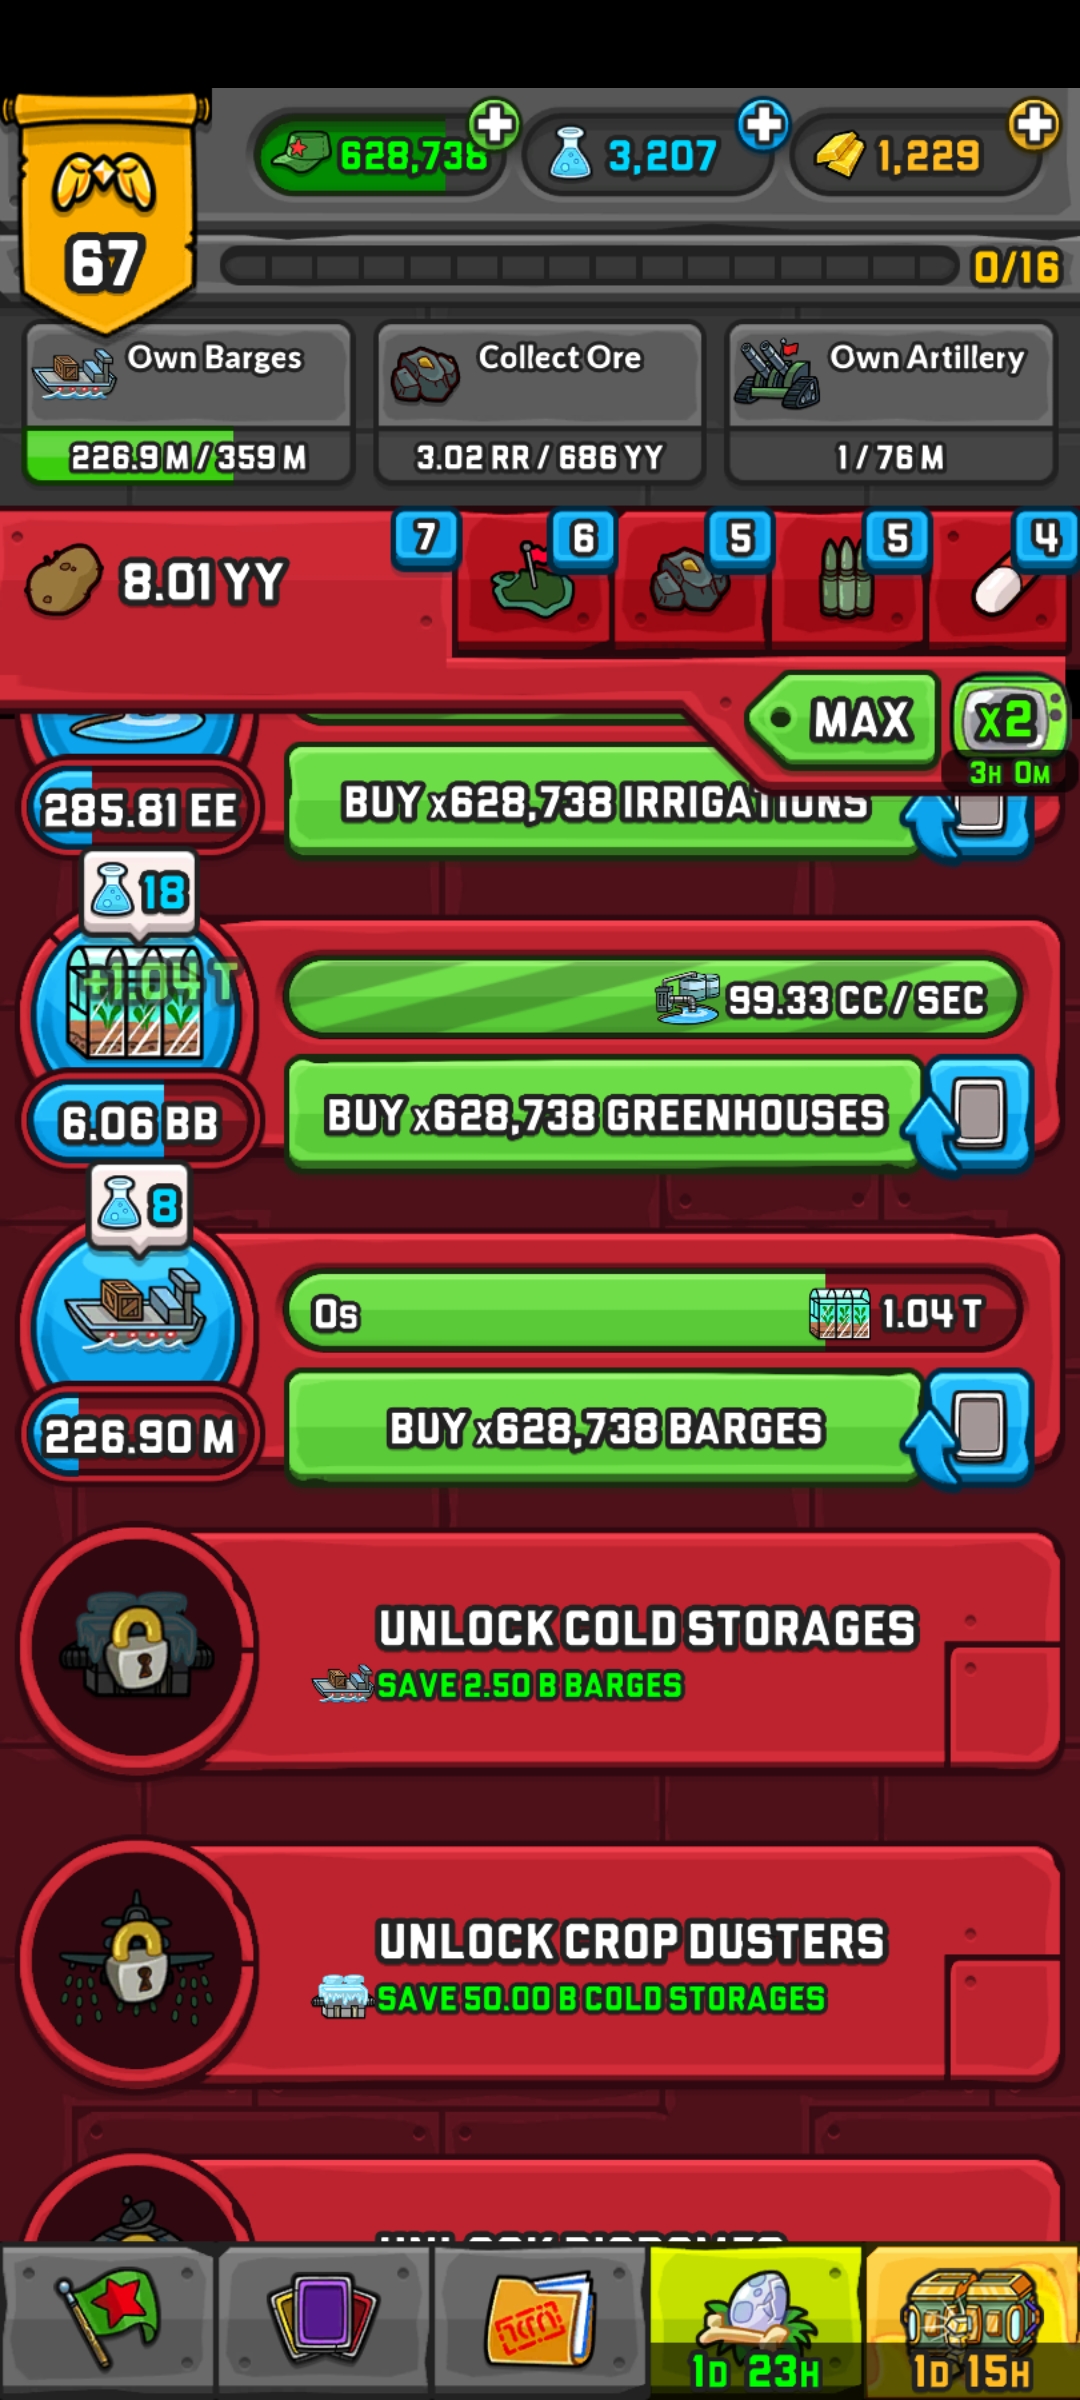 628,738
3,207
1,229
67
0/16
Own Barges
226.9 M / 359 M
Collect Ore
3.02 RR / 686 YY
Own Artillery
1 / 76 M
8.01 YY
7
6
5
5
4
MAX
x2
3H 0M
285.81 EE
BUY x628,738 IRRIGATIONS
18
+1.04 T
99.33 CC / SEC
6.06 BB
BUY x628,738 GREENHOUSES
8
0s
1.04 T
226.90 M
BUY x628,738 BARGES
UNLOCK COLD STORAGES
SAVE 2.50 B BARGES
UNLOCK CROP DUSTERS
SAVE 50.00 B COLD STORAGES
UNLOCK
1D 23H
1D 15H